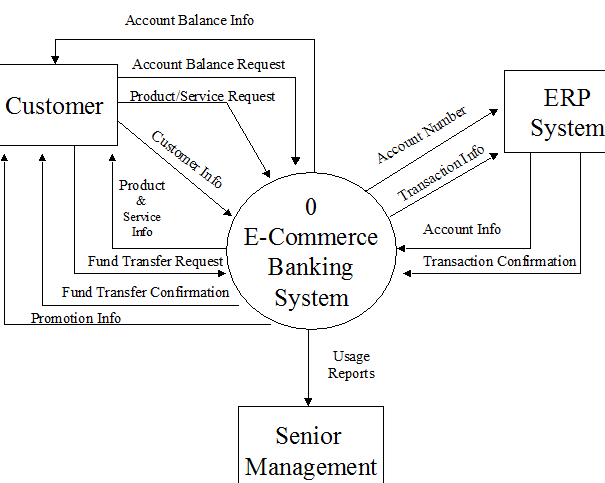 Account Balance Info
Account Balance Request
Product/Service Request
Customer
Customer Info
Product
&
Service
Info
Fund Transfer Request
Fund Transfer Confirmation
Promotion Info
0
E-Commerce
Banking
System
Account Number
Transaction Info
ERP
System
Account Info
Transaction Confirmation
Usage
Reports
Senior
Management